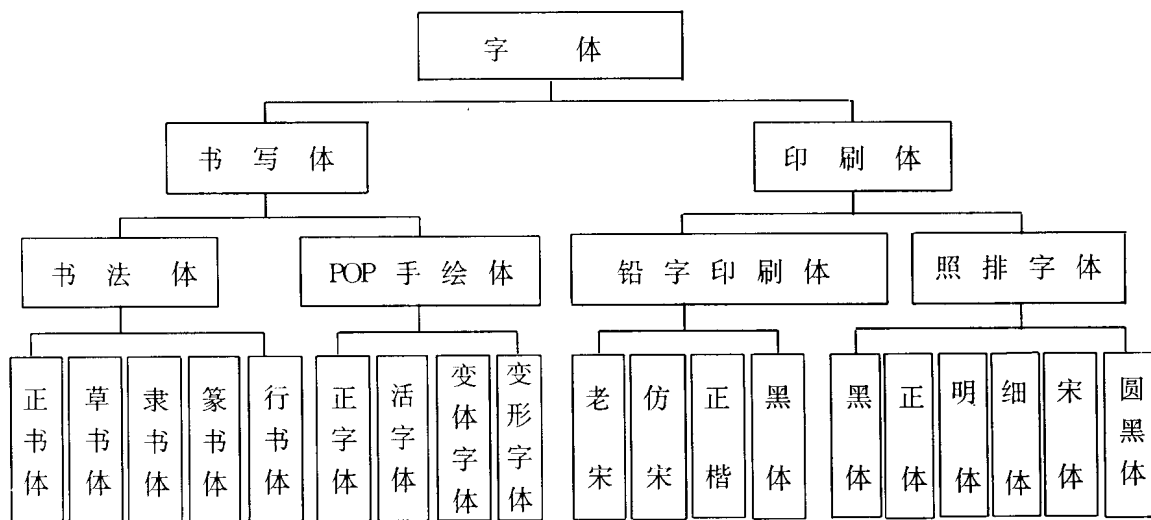 字体
书写体
印刷体
书法体
POP手绘体
铅字印刷体
照排字体
正书体
草书体
隶书体
篆书体
行书体
正字体
活字体
变体字体
变形字体
老宋
仿宋
正楷
黑体
黑体
正体
明体
细体
宋体
圆黑体